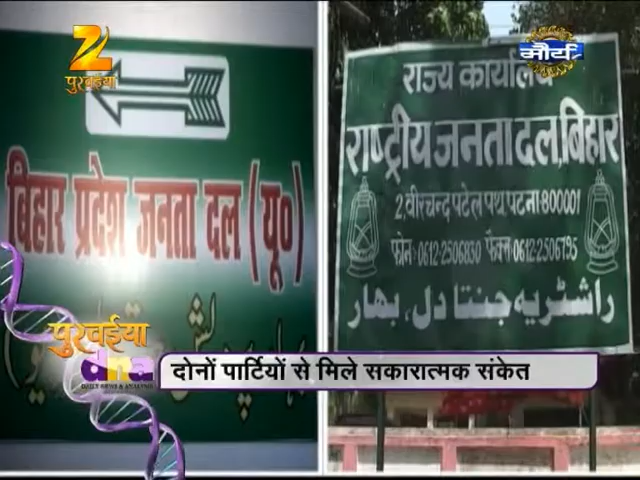 Z
पुरवईया
मौर्य
बिहार प्रदेश जनता दल (यू०)
राज्य कार्यालय
राष्ट्रीय जनता दल, बिहार
2, वीरचन्द पटेल पथ, पटना-800001
फोन:-0612-2506830 फैक्स:-0612-2506795
راشٹریہ جنتا دل، بهار
पुरवईया
dna
DAILY NEWS & ANALYSIS
दोनों पार्टियों से मिले सकारात्मक संकेत